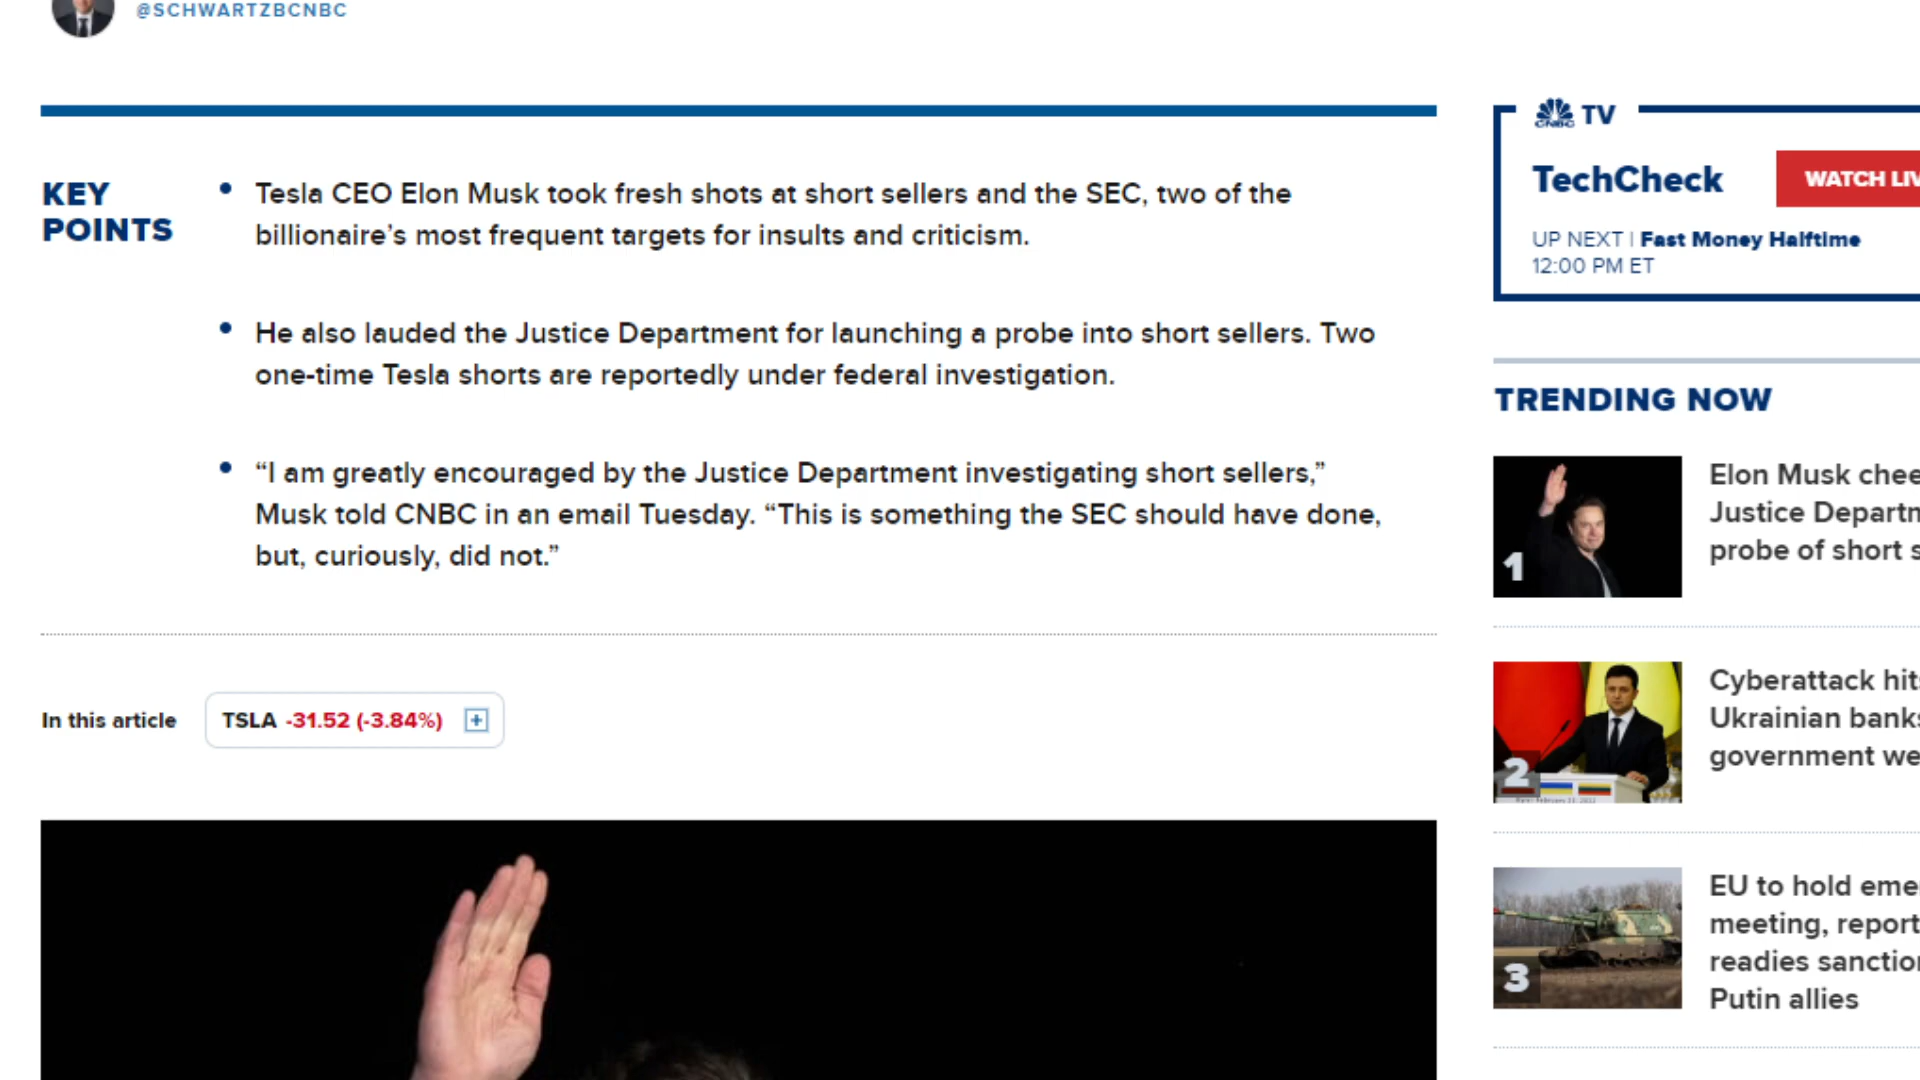 @SCHWARTZBCNBC
KEY
POINTS
Tesla CEO Elon Musk took fresh shots at short sellers and the SEC, two of the
billionaire’s most frequent targets for insults and criticism.
He also lauded the Justice Department for launching a probe into short sellers. Two
one-time Tesla shorts are reportedly under federal investigation.
“I am greatly encouraged by the Justice Department investigating short sellers,”
Musk told CNBC in an email Tuesday. “This is something the SEC should have done,
but, curiously, did not.”
In this article
TSLA -31.52 (-3.84%)
CNBC TV
TechCheck
WATCH LIV
UP NEXT | Fast Money Halftime
12:00 PM ET
TRENDING NOW
1
Elon Musk chee
Justice Departm
probe of short s
2
Cyberattack hits
Ukrainian banks
government we
3
EU to hold eme
meeting, report
readies sanction
Putin allies